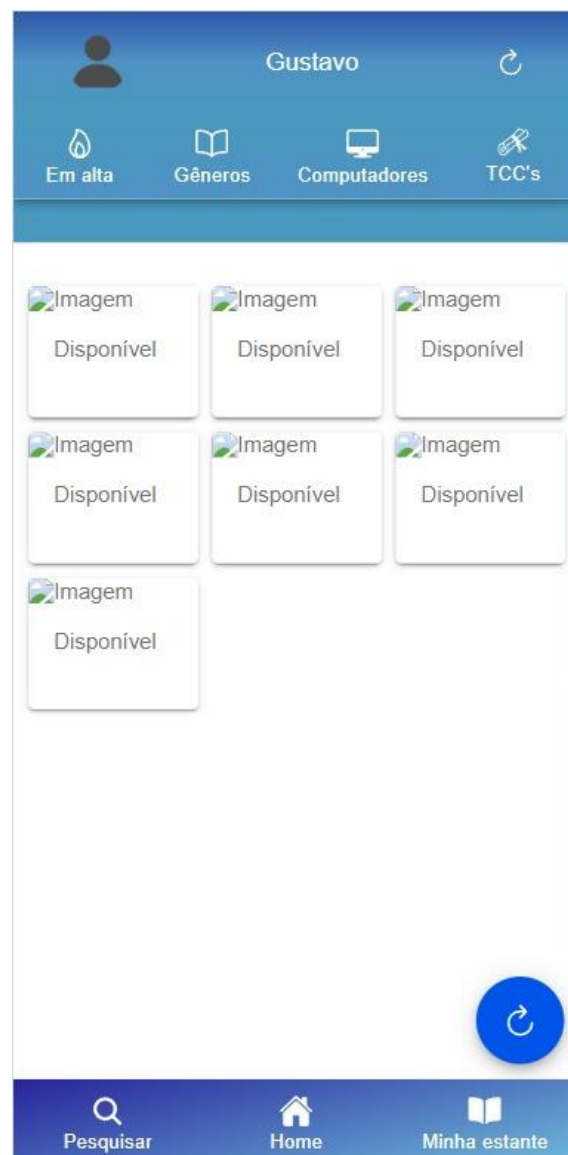 Gustavo
Em alta Gêneros Computadores TCC's
Imagem Imagem Imagem
Disponível Disponível Disponível
Imagem Imagem Imagem
Disponível Disponível Disponível
Imagem
Disponível
Pesquisar Home Minha estante